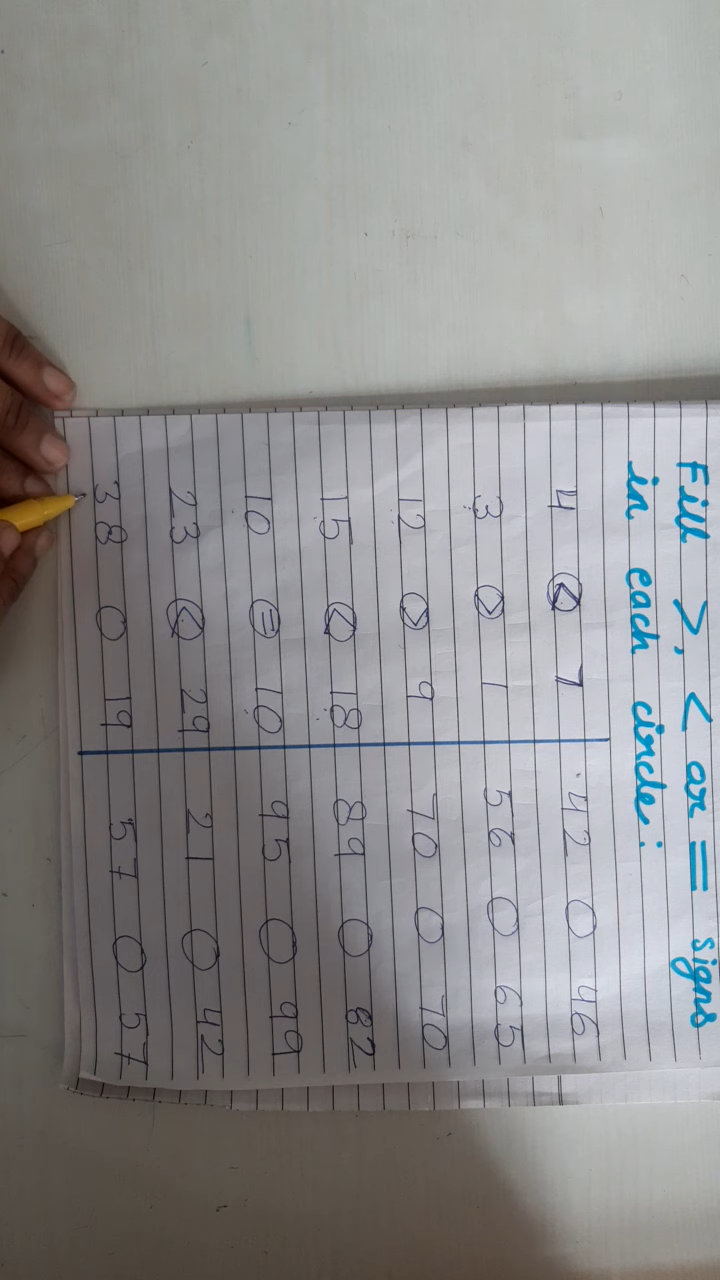 Fill >, < or = signs
in each circle:
4 < 7 42 ○ 46
3 > 1 56 ○ 65
12 > 9 70 ○ 70
15 < 18 89 ○ 82
10 = 10 95 ○ 99
23 < 29 21 ○ 42
38 ○ 19 57 ○ 57